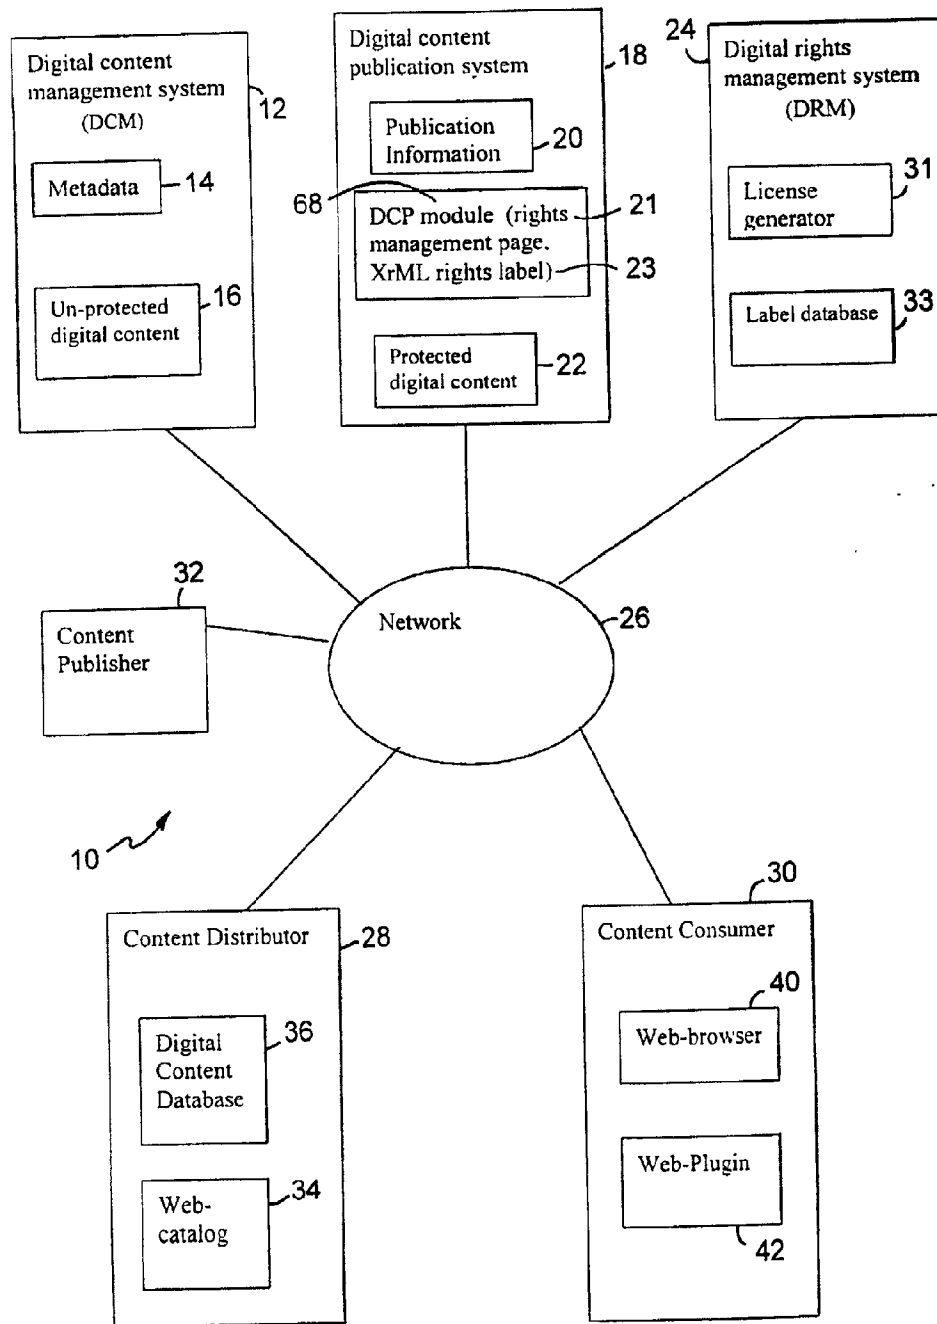 Digital content
management system
(DCM)
12
Metadata
14
Un-protected
digital content
16
Digital content
publication system
18
Publication
Information
20
68
DCP module (rights
management page,
XrML rights label)
21
23
Protected
digital content
22
24
Digital rights
management system
(DRM)
License
generator
31
Label database
33
32
Content
Publisher
Network
26
10
Content Distributor
28
Digital
Content
Database
36
Web-
catalog
34
30
Content Consumer
40
Web-browser
Web-Plugin
42